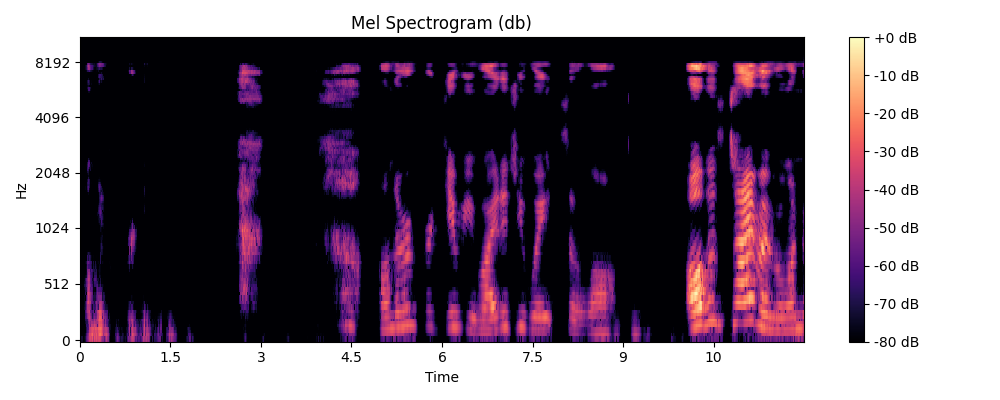 Mel Spectrogram (db)
Hz
8192
4096
2048
1024
512
0
0 1.5 3 4.5 6 7.5 9 10
Time
+0 dB
-10 dB
-20 dB
-30 dB
-40 dB
-50 dB
-60 dB
-70 dB
-80 dB